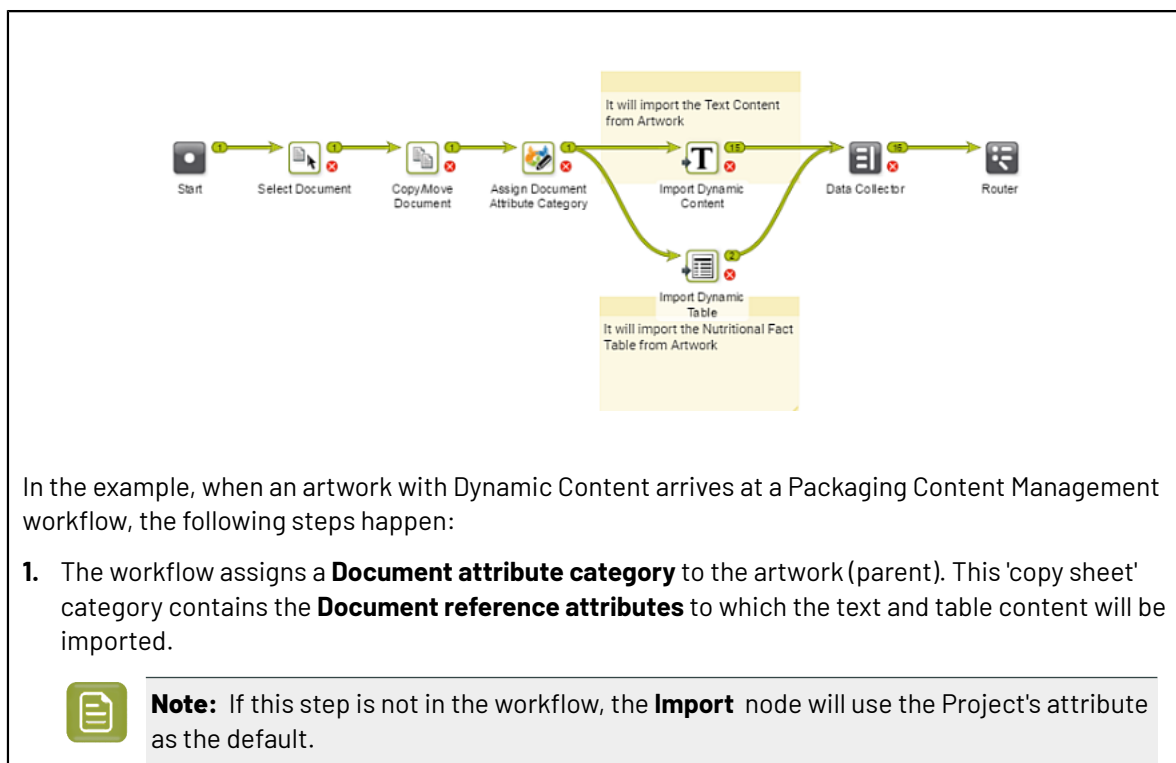 It will import the Text Content
from Artwork
1
1
1
1
15
16
Start
Select Document
Copy/Move
Document
Assign Document
Attribute Category
Import Dynamic
Content
Data Collector
Router
2
Import Dynamic
Table
It will import the Nutritional Fact
Table from Artwork
In the example, when an artwork with Dynamic Content arrives at a Packaging Content Management
workflow, the following steps happen:
1. The workflow assigns a Document attribute category to the artwork (parent). This 'copy sheet'
category contains the Document reference attributes to which the text and table content will be
imported.
Note: If this step is not in the workflow, the Import node will use the Project's attribute
as the default.